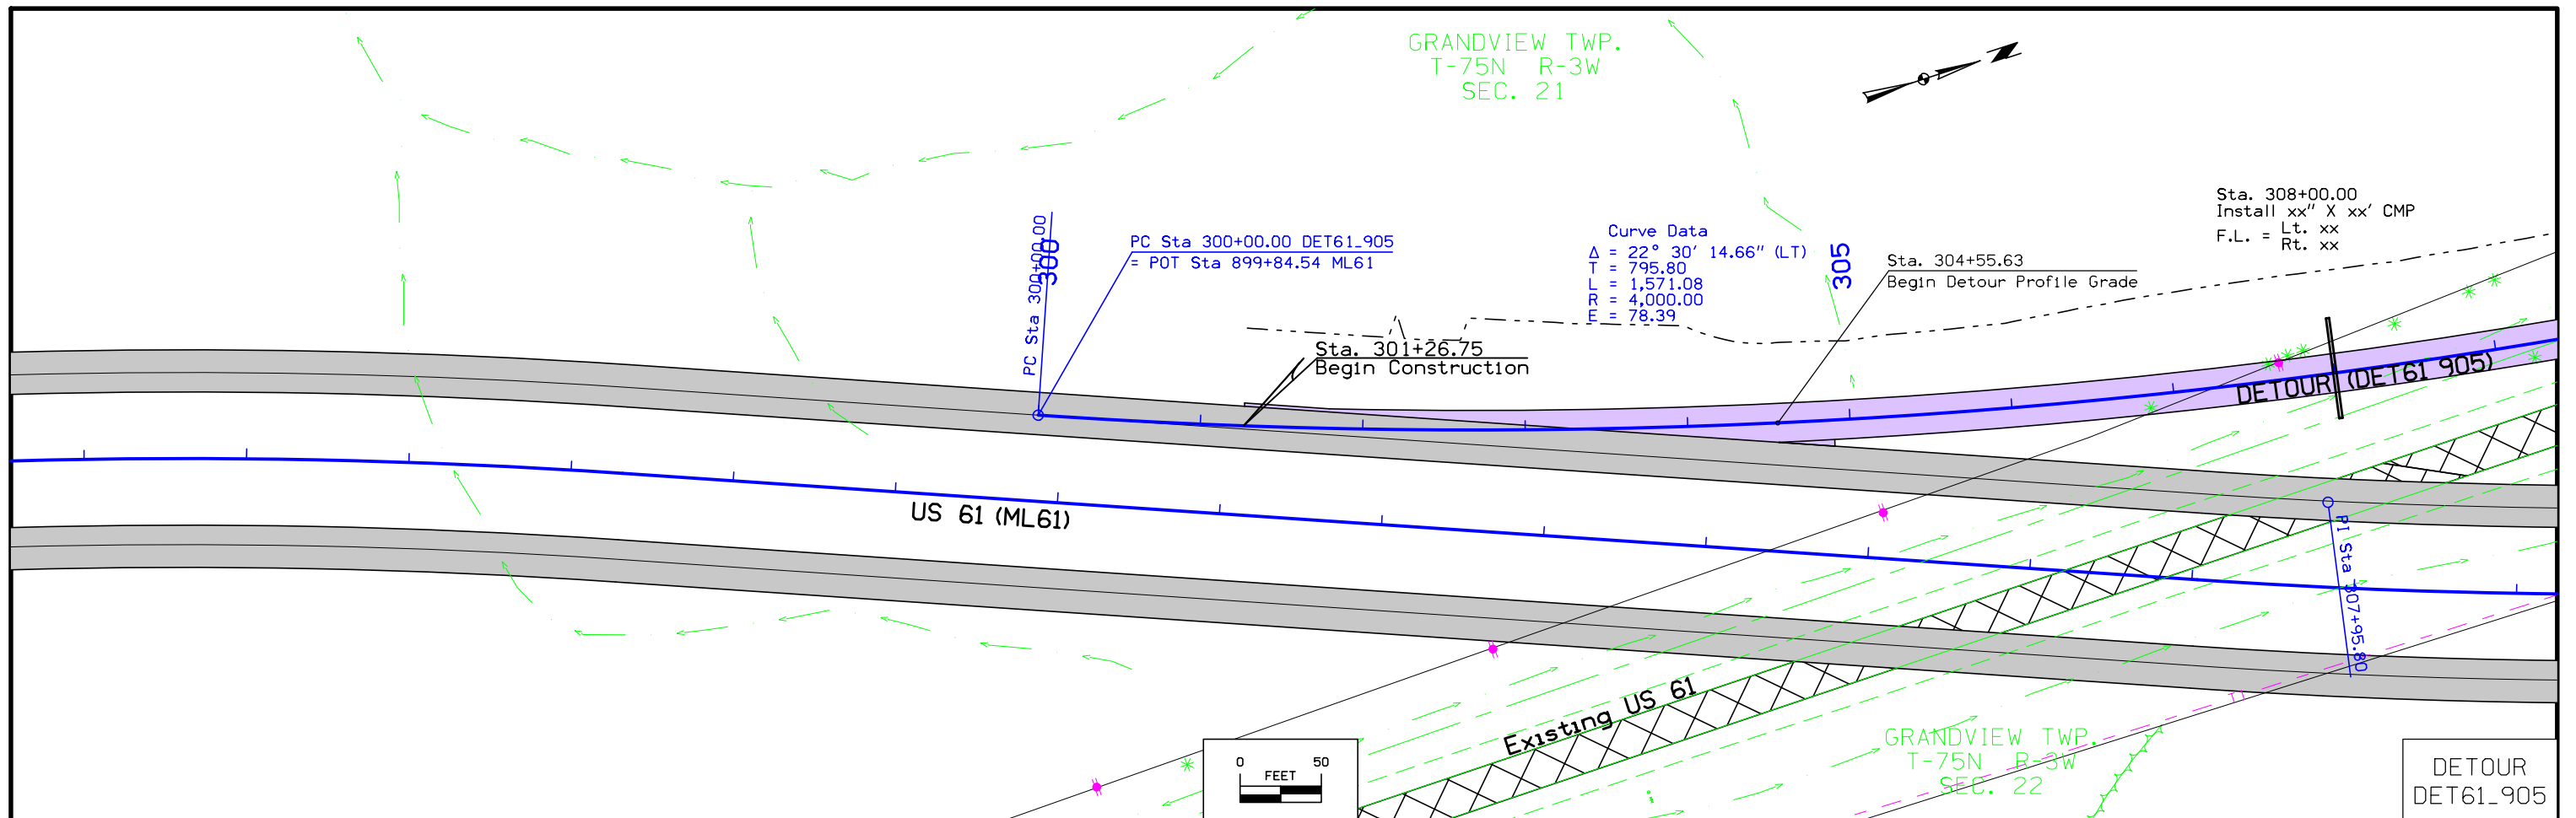 GRANDVIEW TWP.
T-75N R-3W
SEC. 21
N
Sta. 308+00.00
Install xx" X xx' CMP
F.L. = Lt. xx
Rt. xx
PC Sta 300+00.00
300
PC Sta 300+00.00 DET61_905
= POT Sta 899+84.54 ML61
Curve Data
Δ = 22° 30' 14.66" (LT)
T = 795.80
L = 1,571.08
R = 4,000.00
E = 78.39
305
Sta. 304+55.63
Begin Detour Profile Grade
Sta. 301+26.75
Begin Construction
DETOUR (DET61_905)
US 61 (ML61)
PI Sta 307+95.80
Existing US 61
GRANDVIEW TWP.
T-75N R-3W
SEC. 22
0 50
FEET
DETOUR
DET61_905